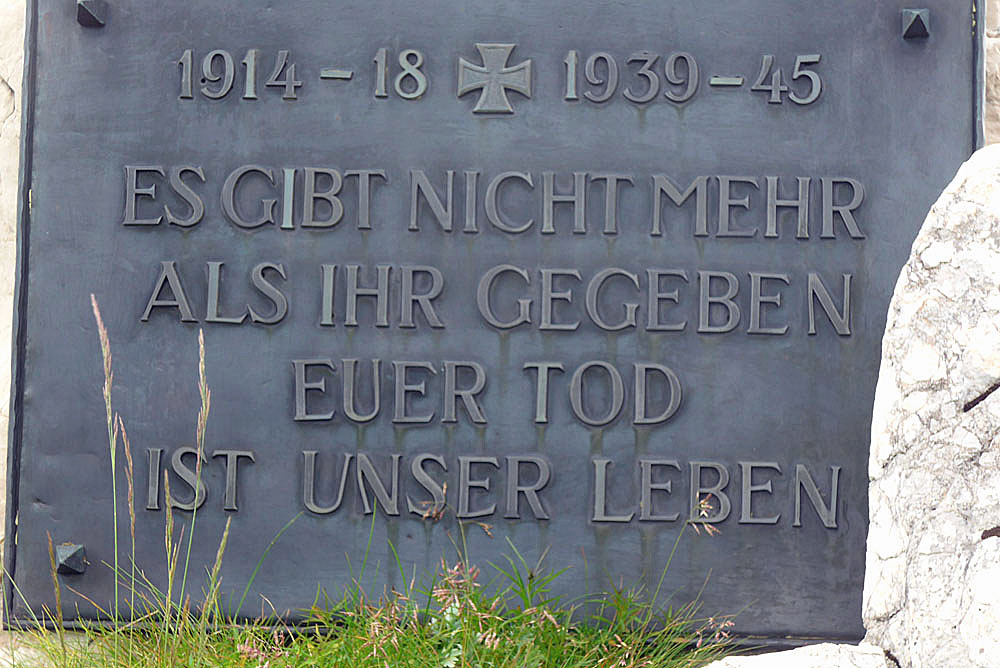 1914 – 18 1939 – 45
ES GIBT NICHT MEHR
ALS IHR GEGEBEN
EUER TOD
IST UNSER LEBEN